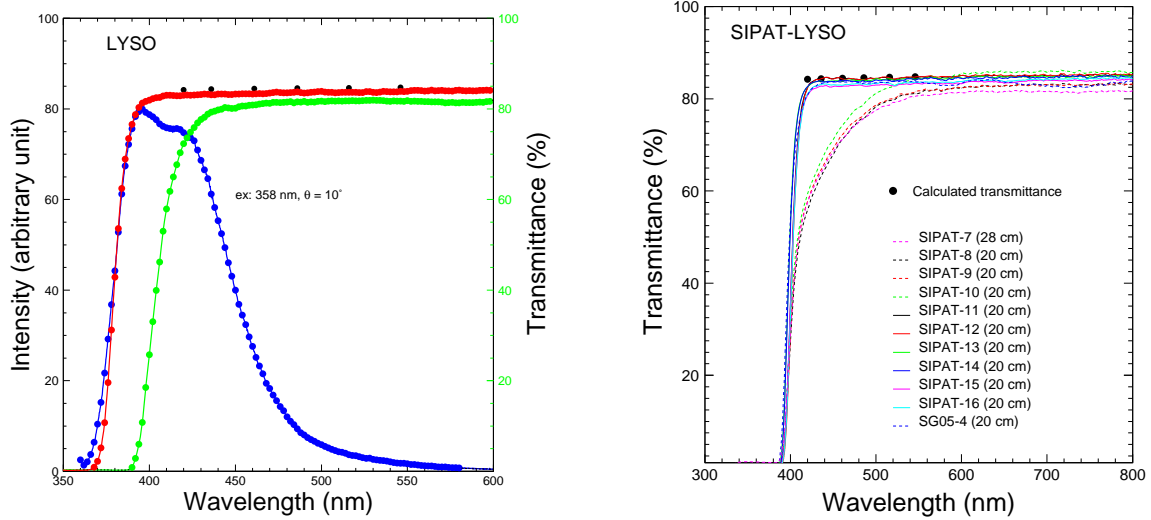 LYSO
100
80
60
40
20
0
Intensity (arbitrary unit)
ex: 358 nm, θ = 10°
100
80
60
40
20
Transmittance (%)
350
400
450
500
550
600
Wavelength (nm)
SIPAT-LYSO
100
80
60
40
20
Transmittance (%)
Calculated transmittance
SIPAT-7 (28 cm)
SIPAT-8 (20 cm)
SIPAT-9 (20 cm)
SIPAT-10 (20 cm)
SIPAT-11 (20 cm)
SIPAT-12 (20 cm)
SIPAT-13 (20 cm)
SIPAT-14 (20 cm)
SIPAT-15 (20 cm)
SIPAT-16 (20 cm)
SG05-4 (20 cm)
300
400
500
600
700
800
Wavelength (nm)